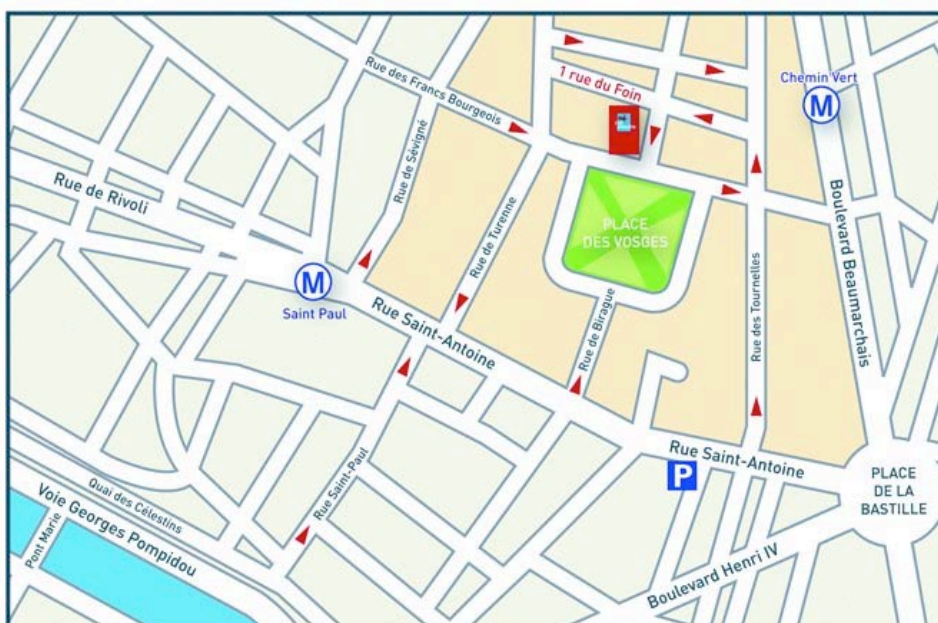 Chemin Vert
M
1 rue du Foin
Rue des Francs Bourgeois
Rue de Sévigné
Rue de Rivoli
Rue de Turenne
PLACE
DES VOSGES
Boulevard Beaumarchais
Rue des Tournelles
M
Saint Paul
Rue Saint-Antoine
Rue de Birague
Rue Saint-Antoine
P
PLACE
DE LA
BASTILLE
Rue Saint-Paul
Quai des Célestins
Voie Georges Pompidou
Pont Marie
Boulevard Henri IV